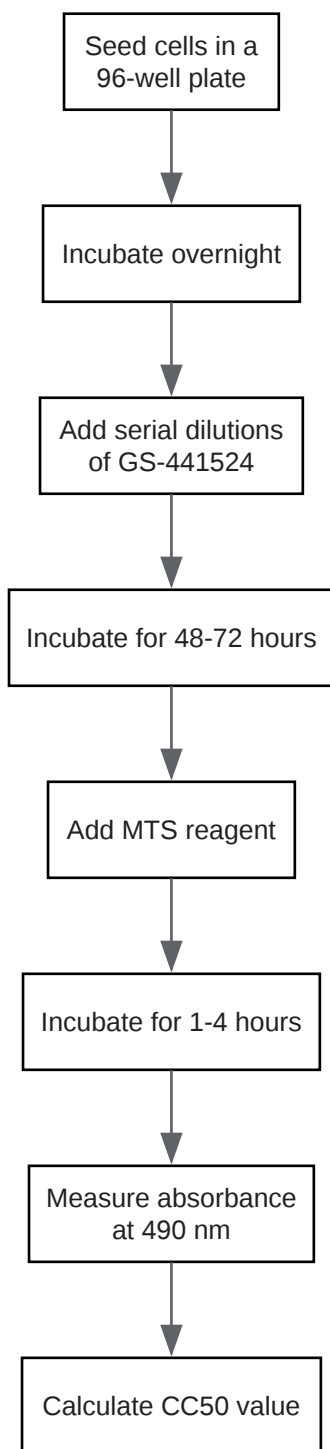 Seed cells in a
96-well plate
Incubate overnight
Add serial dilutions
of GS-441524
Incubate for 48-72 hours
Add MTS reagent
Incubate for 1-4 hours
Measure absorbance
at 490 nm
Calculate CC50 value